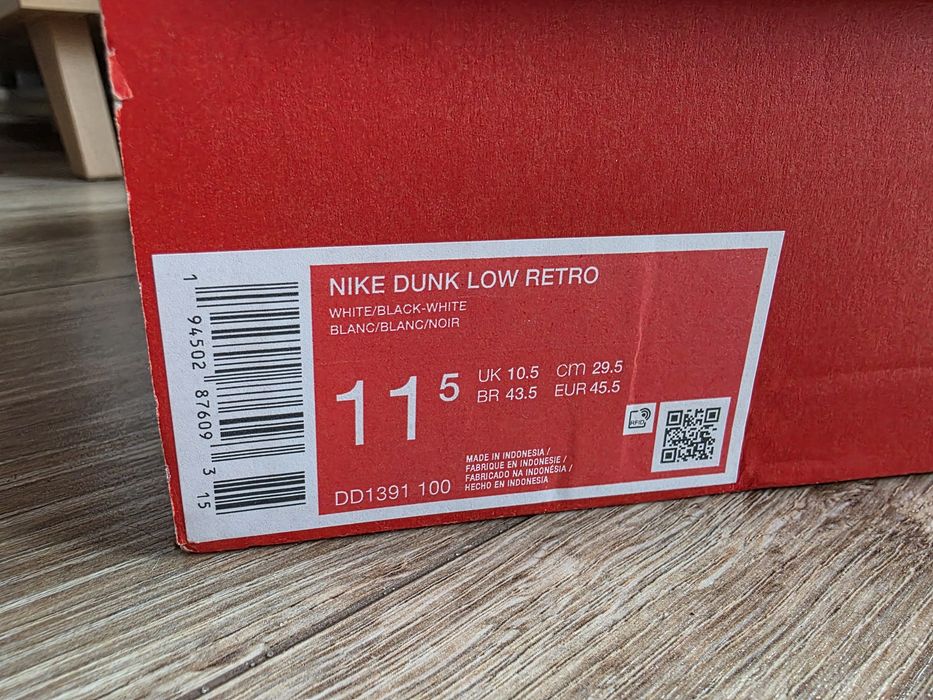 1 94502 87609 3 15
NIKE DUNK LOW RETRO
WHITE/BLACK-WHITE
BLANC/BLANC/NOIR
11 5
UK 10.5 cm 29.5
BR 43.5 EUR 45.5
RFID
MADE IN INDONESIA /
FABRIQUE EN INDONESIE /
FABRICADO NA INDONÉSIA /
HECHO EN INDONESIA
DD1391 100